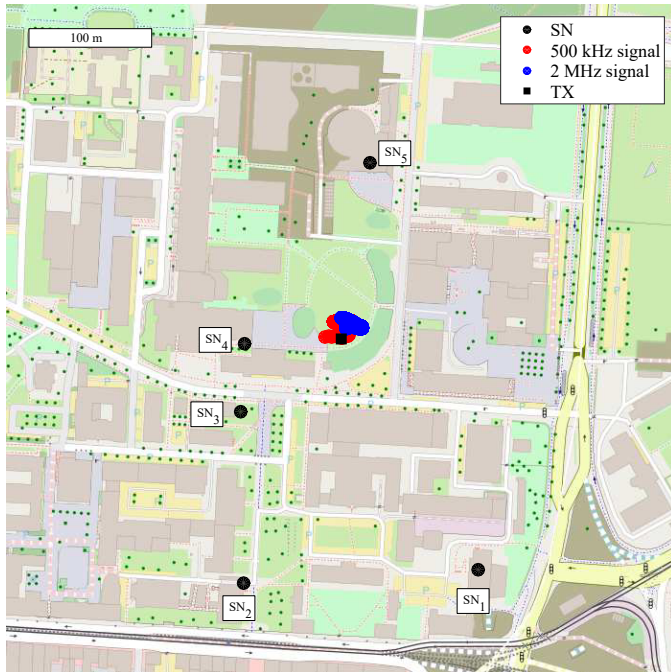 100 m
SN
500 kHz signal
2 MHz signal
TX
SN₅
SN₄
SN₃
SN₂
SN₁